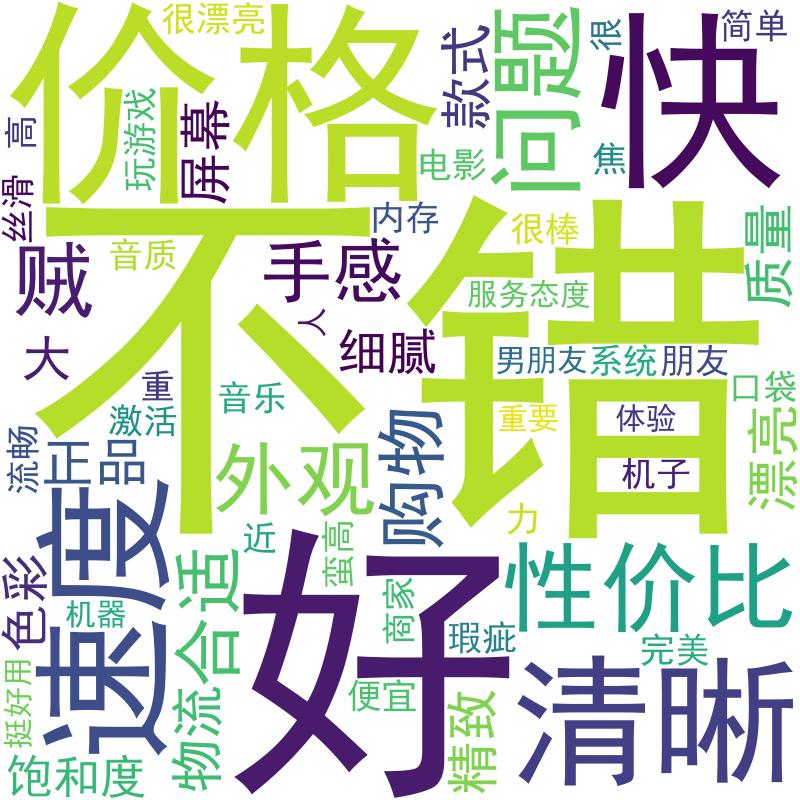 很漂亮
价格
款式
问题
很
简单
快
高
玩游戏
屏幕
电影
焦
丝滑
内存
很棒
质量
音质
手感
贼
不错
服务态度
人
细腻
大
男朋友
系统
朋友
口袋
重
音乐
激活
重要
体验
漂亮
流畅
正品
外观
购物
机子
力
速度
近
蛮高
好
性价比
色彩
合适
机器
商家
瑕疵
完美
清晰
挺好用
物流
便宜
精致
饱和度